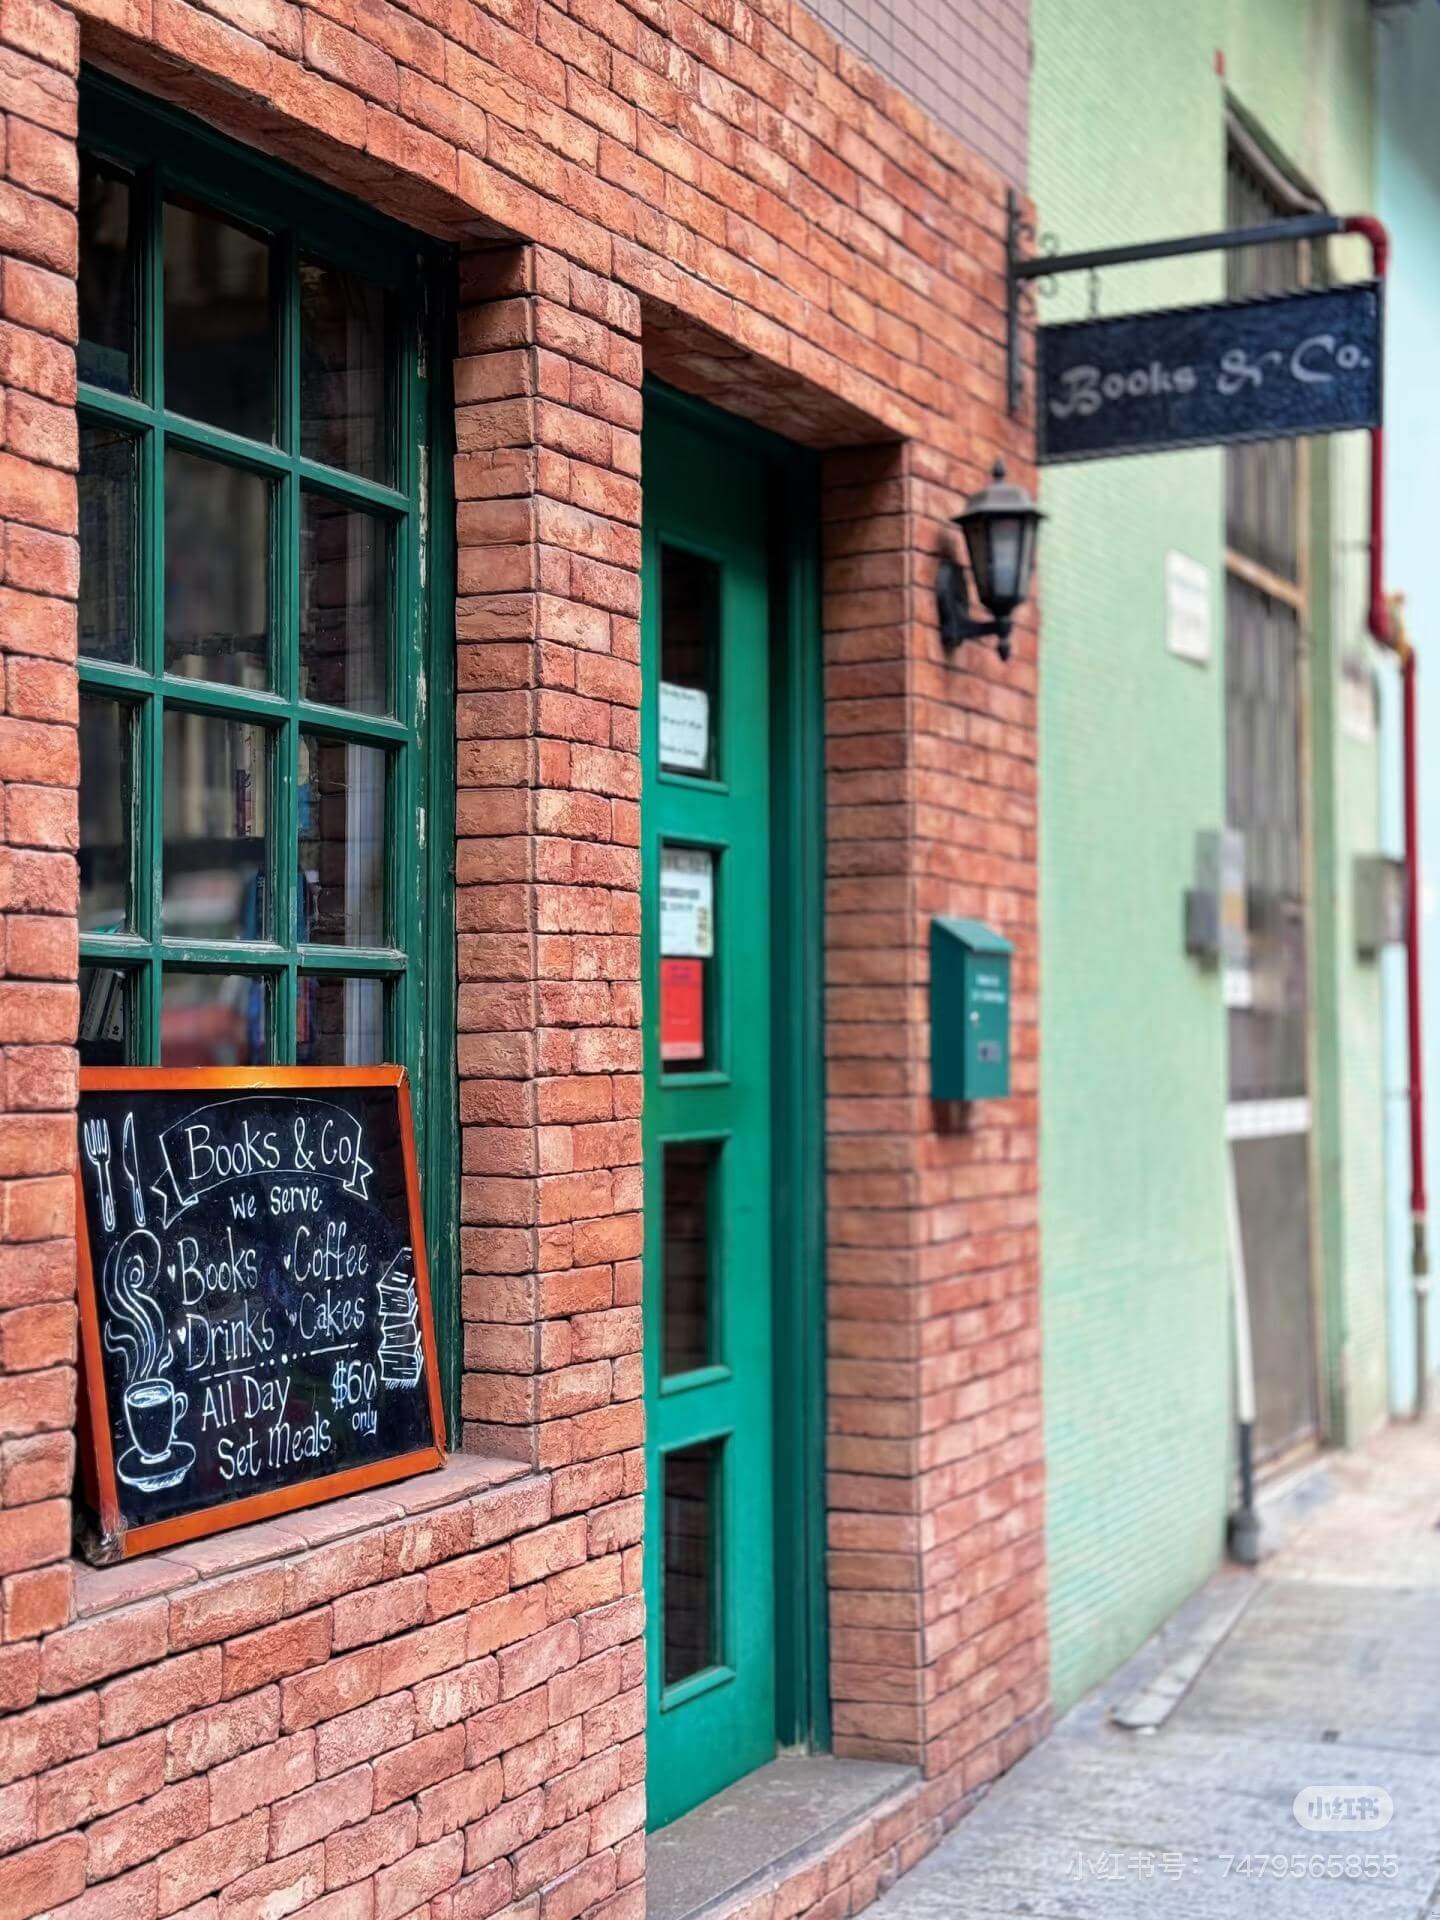 Books & Co.
Books & Co.
We serve
Books Coffee
Drinks Cakes
All Day $60
Set Meals only
小红书
小红书号：7479565855